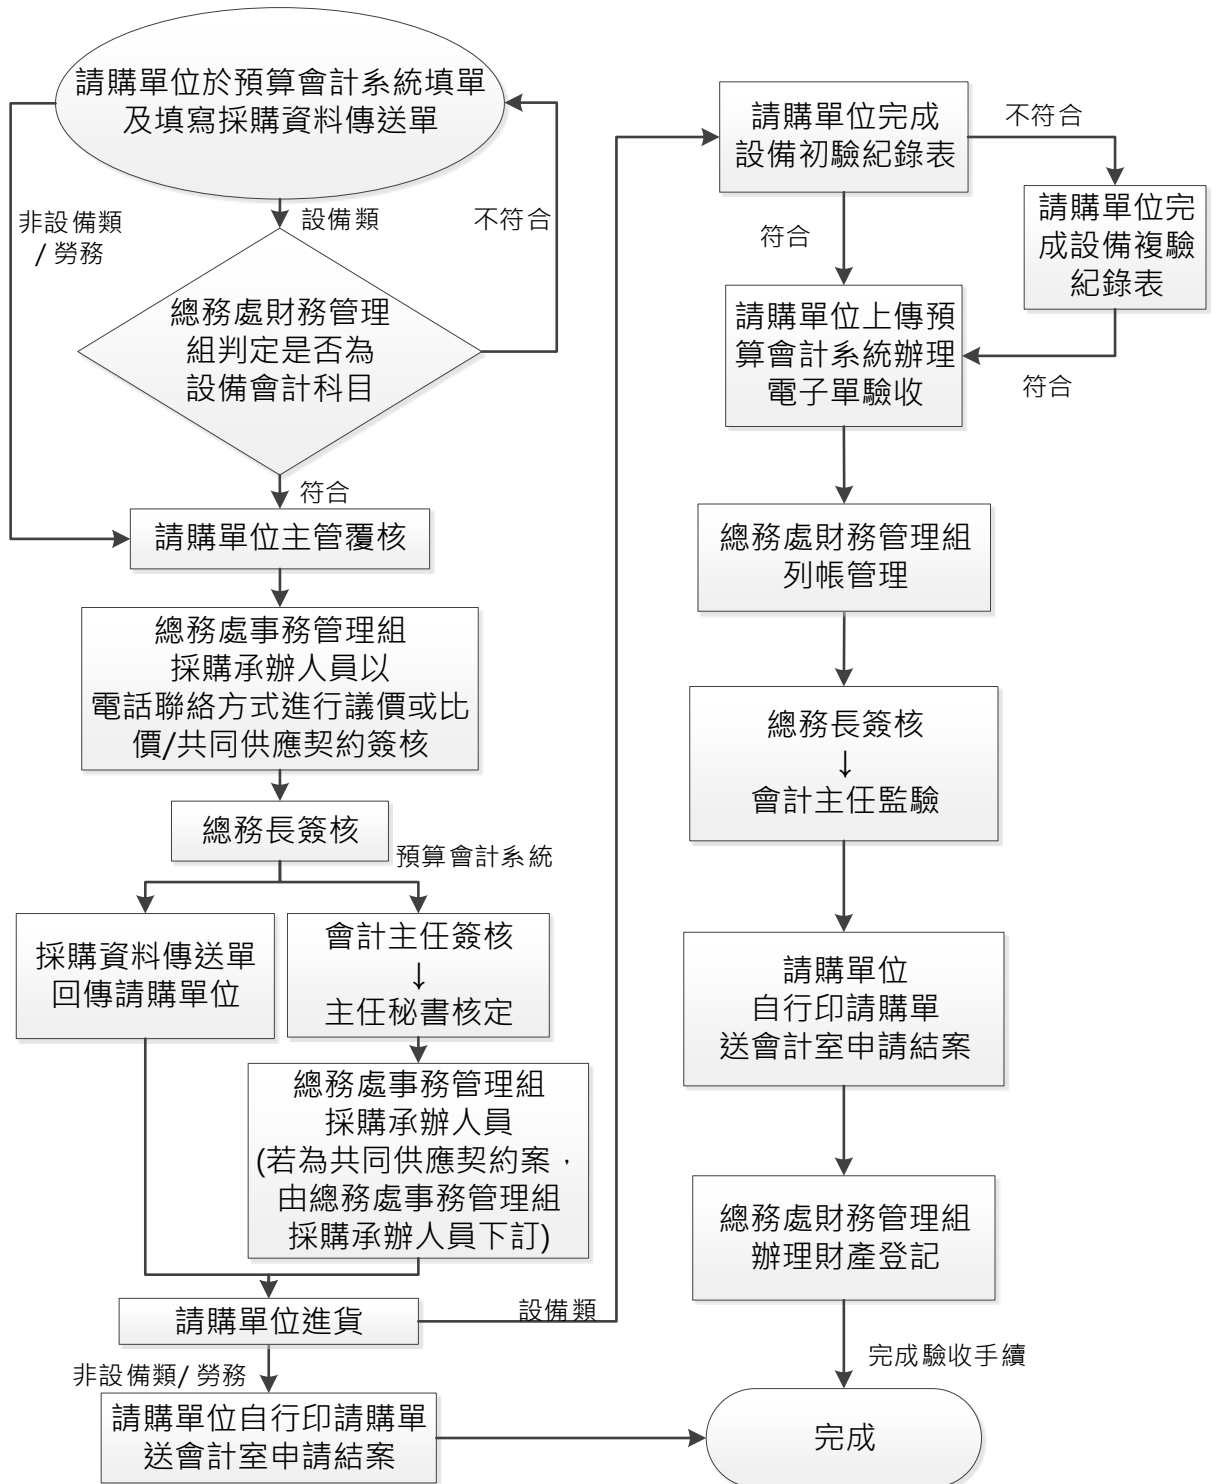 請購單位於預算會計系統填單
及填寫採購資料傳送單
非設備類
/ 勞務
設備類
不符合
總務處財務管理
組判定是否為
設備會計科目
符合
請購單位主管覆核
總務處事務管理組
採購承辦人員以
電話聯絡方式進行議價或比
價/共同供應契約簽核
總務長簽核
預算會計系統
採購資料傳送單
回傳請購單位
會計主任簽核
↓
主任秘書核定
總務處事務管理組
採購承辦人員
(若為共同供應契約案，
由總務處事務管理組
採購承辦人員下訂)
請購單位進貨
設備類
非設備類/ 勞務
請購單位自行印請購單
送會計室申請結案
請購單位完成
設備初驗紀錄表
不符合
請購單位完
成設備複驗
紀錄表
符合
符合
請購單位上傳預
算會計系統辦理
電子單驗收
總務處財務管理組
列帳管理
總務長簽核
↓
會計主任監驗
請購單位
自行印請購單
送會計室申請結案
總務處財務管理組
辦理財產登記
完成驗收手續
完成